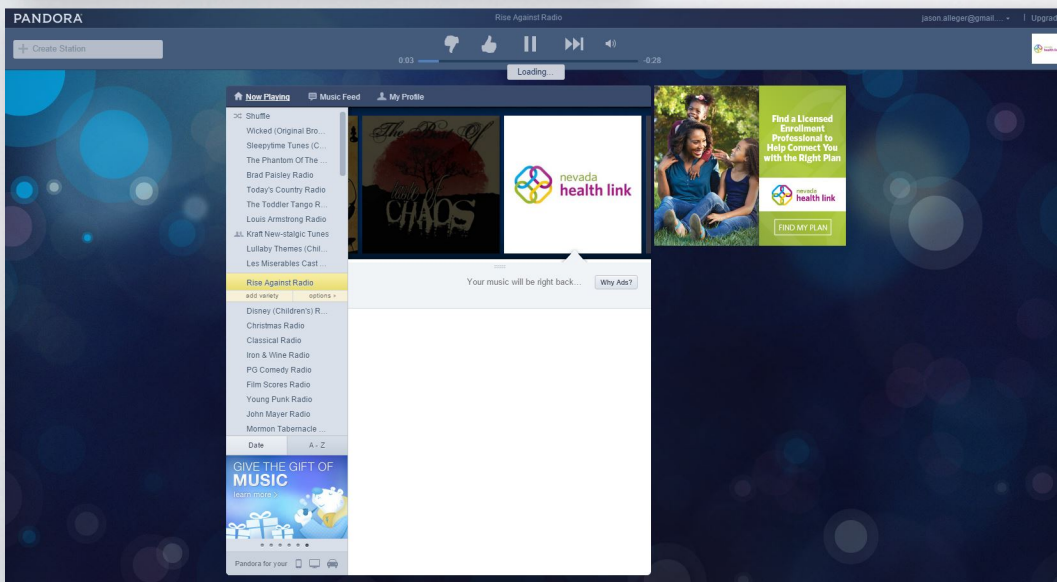 PANDORA
Rise Against Radio
jason.alleger@gmail....
Upgrad
+ Create Station
0:03
-0:28
Loading...
Now Playing
Music Feed
My Profile
Shuffle
Wicked (Original Bro...
Sleepytime Tunes (C...
The Phantom Of The ...
Brad Paisley Radio
Today's Country Radio
The Toddler Tango R...
Louis Armstrong Radio
Kraft New-stalgic Tunes
Lullaby Themes (Chil...
Les Miserables Cast ...
Rise Against Radio
add variety
options
Disney (Children's) R...
Christmas Radio
Classical Radio
Iron & Wine Radio
PG Comedy Radio
Film Scores Radio
Young Punk Radio
John Mayer Radio
Mormon Tabernacle ...
Date
A - Z
GIVE THE GIFT OF
MUSIC
learn more >
Pandora for your
CHAOS
nevada
health link
Your music will be right back...
Why Ads?
Find a Licensed
Enrollment
Professional to
Help Connect You
with the Right Plan
nevada
health link
FIND MY PLAN